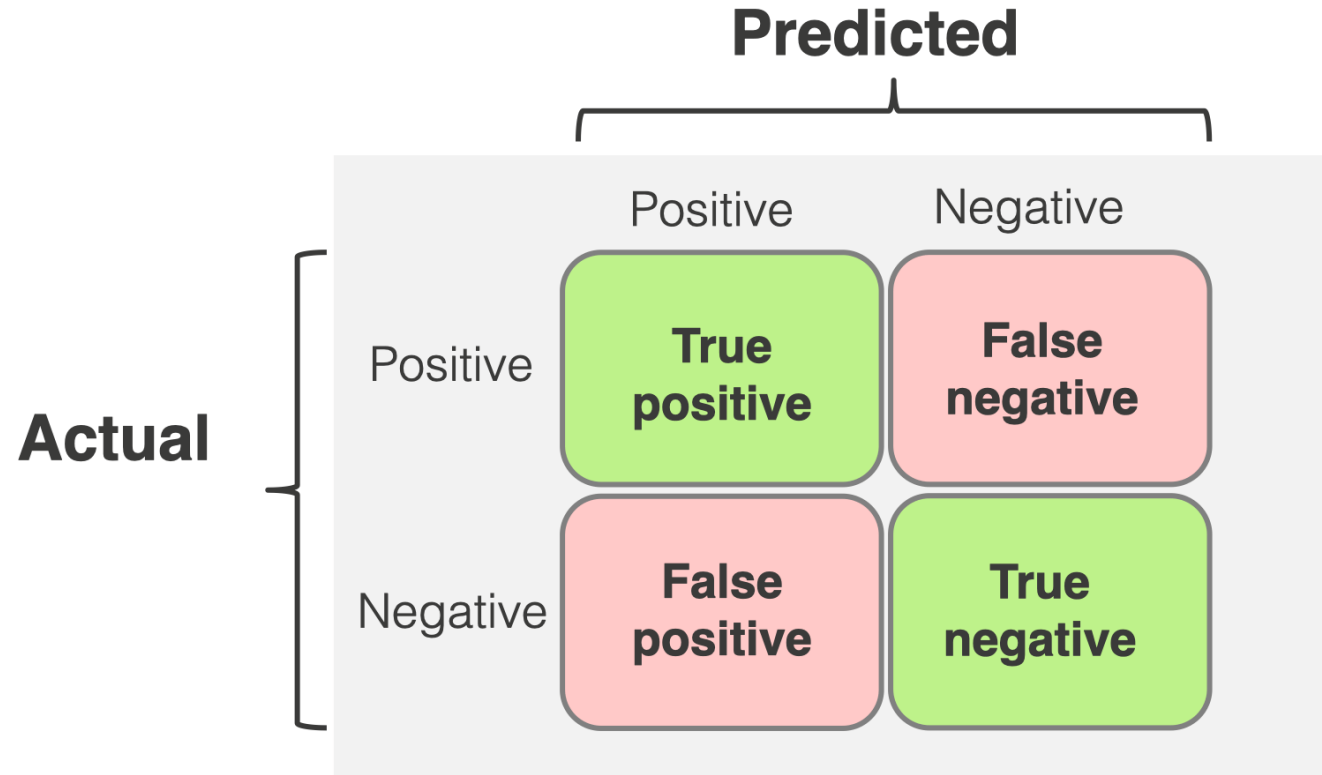 Predicted
Positive
Negative
Actual
Positive
True
positive
False
negative
Negative
False
positive
True
negative